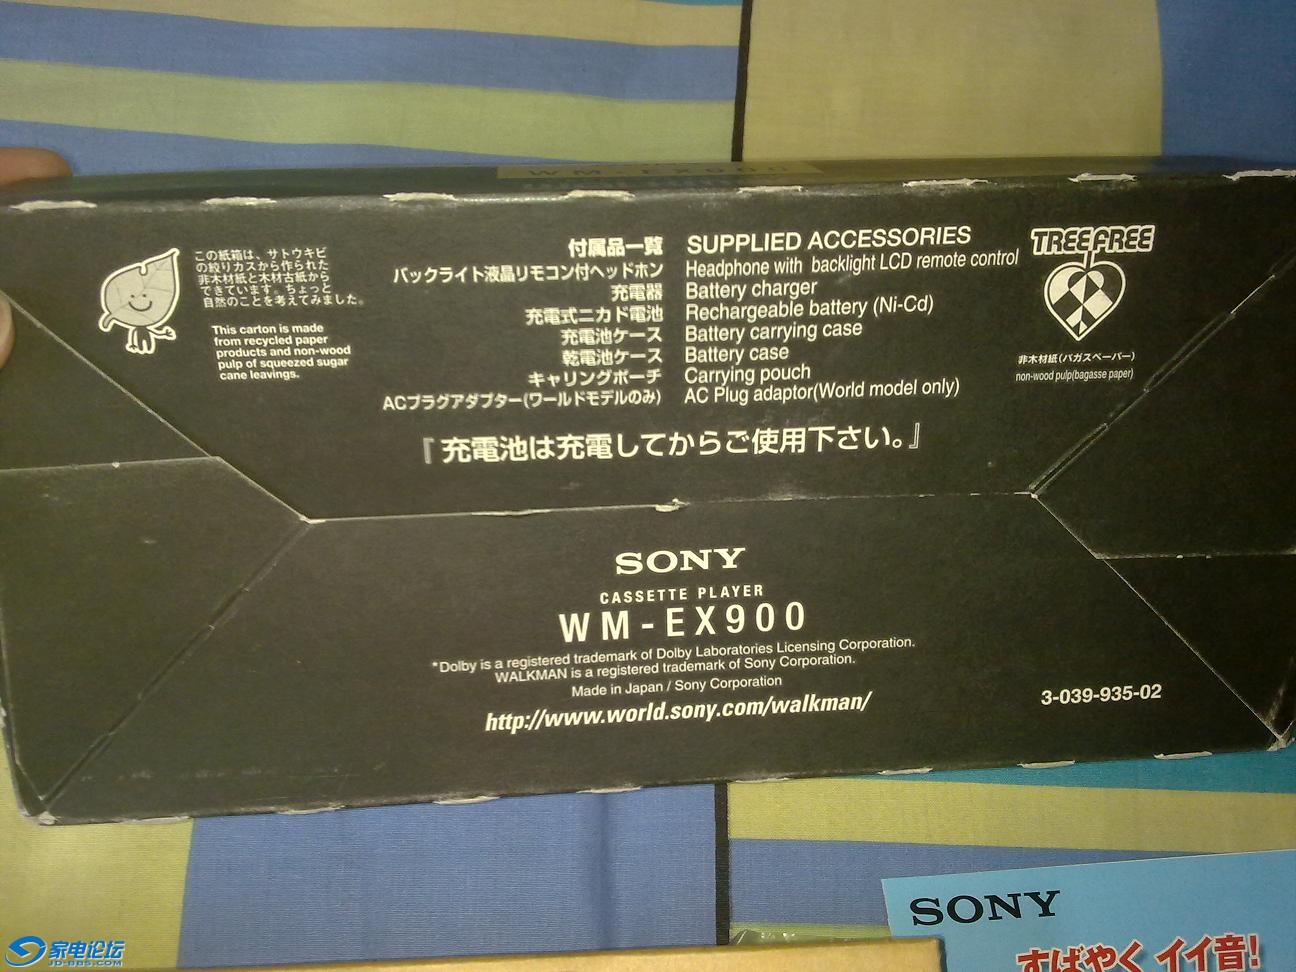 WM-EX900
この紙箱は、サトウキビ
の絞りカスから作られた
非木材紙と木材古紙から
できています。ちょっと
自然のことを考えてみました。
This carton is made
from recycled paper
products and non-wood
pulp of squeezed sugar
cane leavings.
付属品一覧 SUPPLIED ACCESSORIES
バックライト液晶リモコン付ヘッドホン Headphone with backlight LCD remote control
充電器 Battery charger
充電式ニカド電池 Rechargeable battery (Ni-Cd)
充電池ケース Battery carrying case
乾電池ケース Battery case
キャリングポーチ Carrying pouch
ACプラグアダプター(ワールドモデルのみ) AC Plug adaptor(World model only)
TREE FREE
非木材紙(バガスペーパー)
non-wood pulp(bagasse paper)
『充電池は充電してからご使用下さい。』
SONY
CASSETTE PLAYER
WM-EX900
*Dolby is a registered trademark of Dolby Laboratories Licensing Corporation.
WALKMAN is a registered trademark of Sony Corporation.
Made in Japan / Sony Corporation
http://www.world.sony.com/walkman/
3-039-935-02
SONY
すばやくイイ音!
家电论坛
JD-BBS.COM